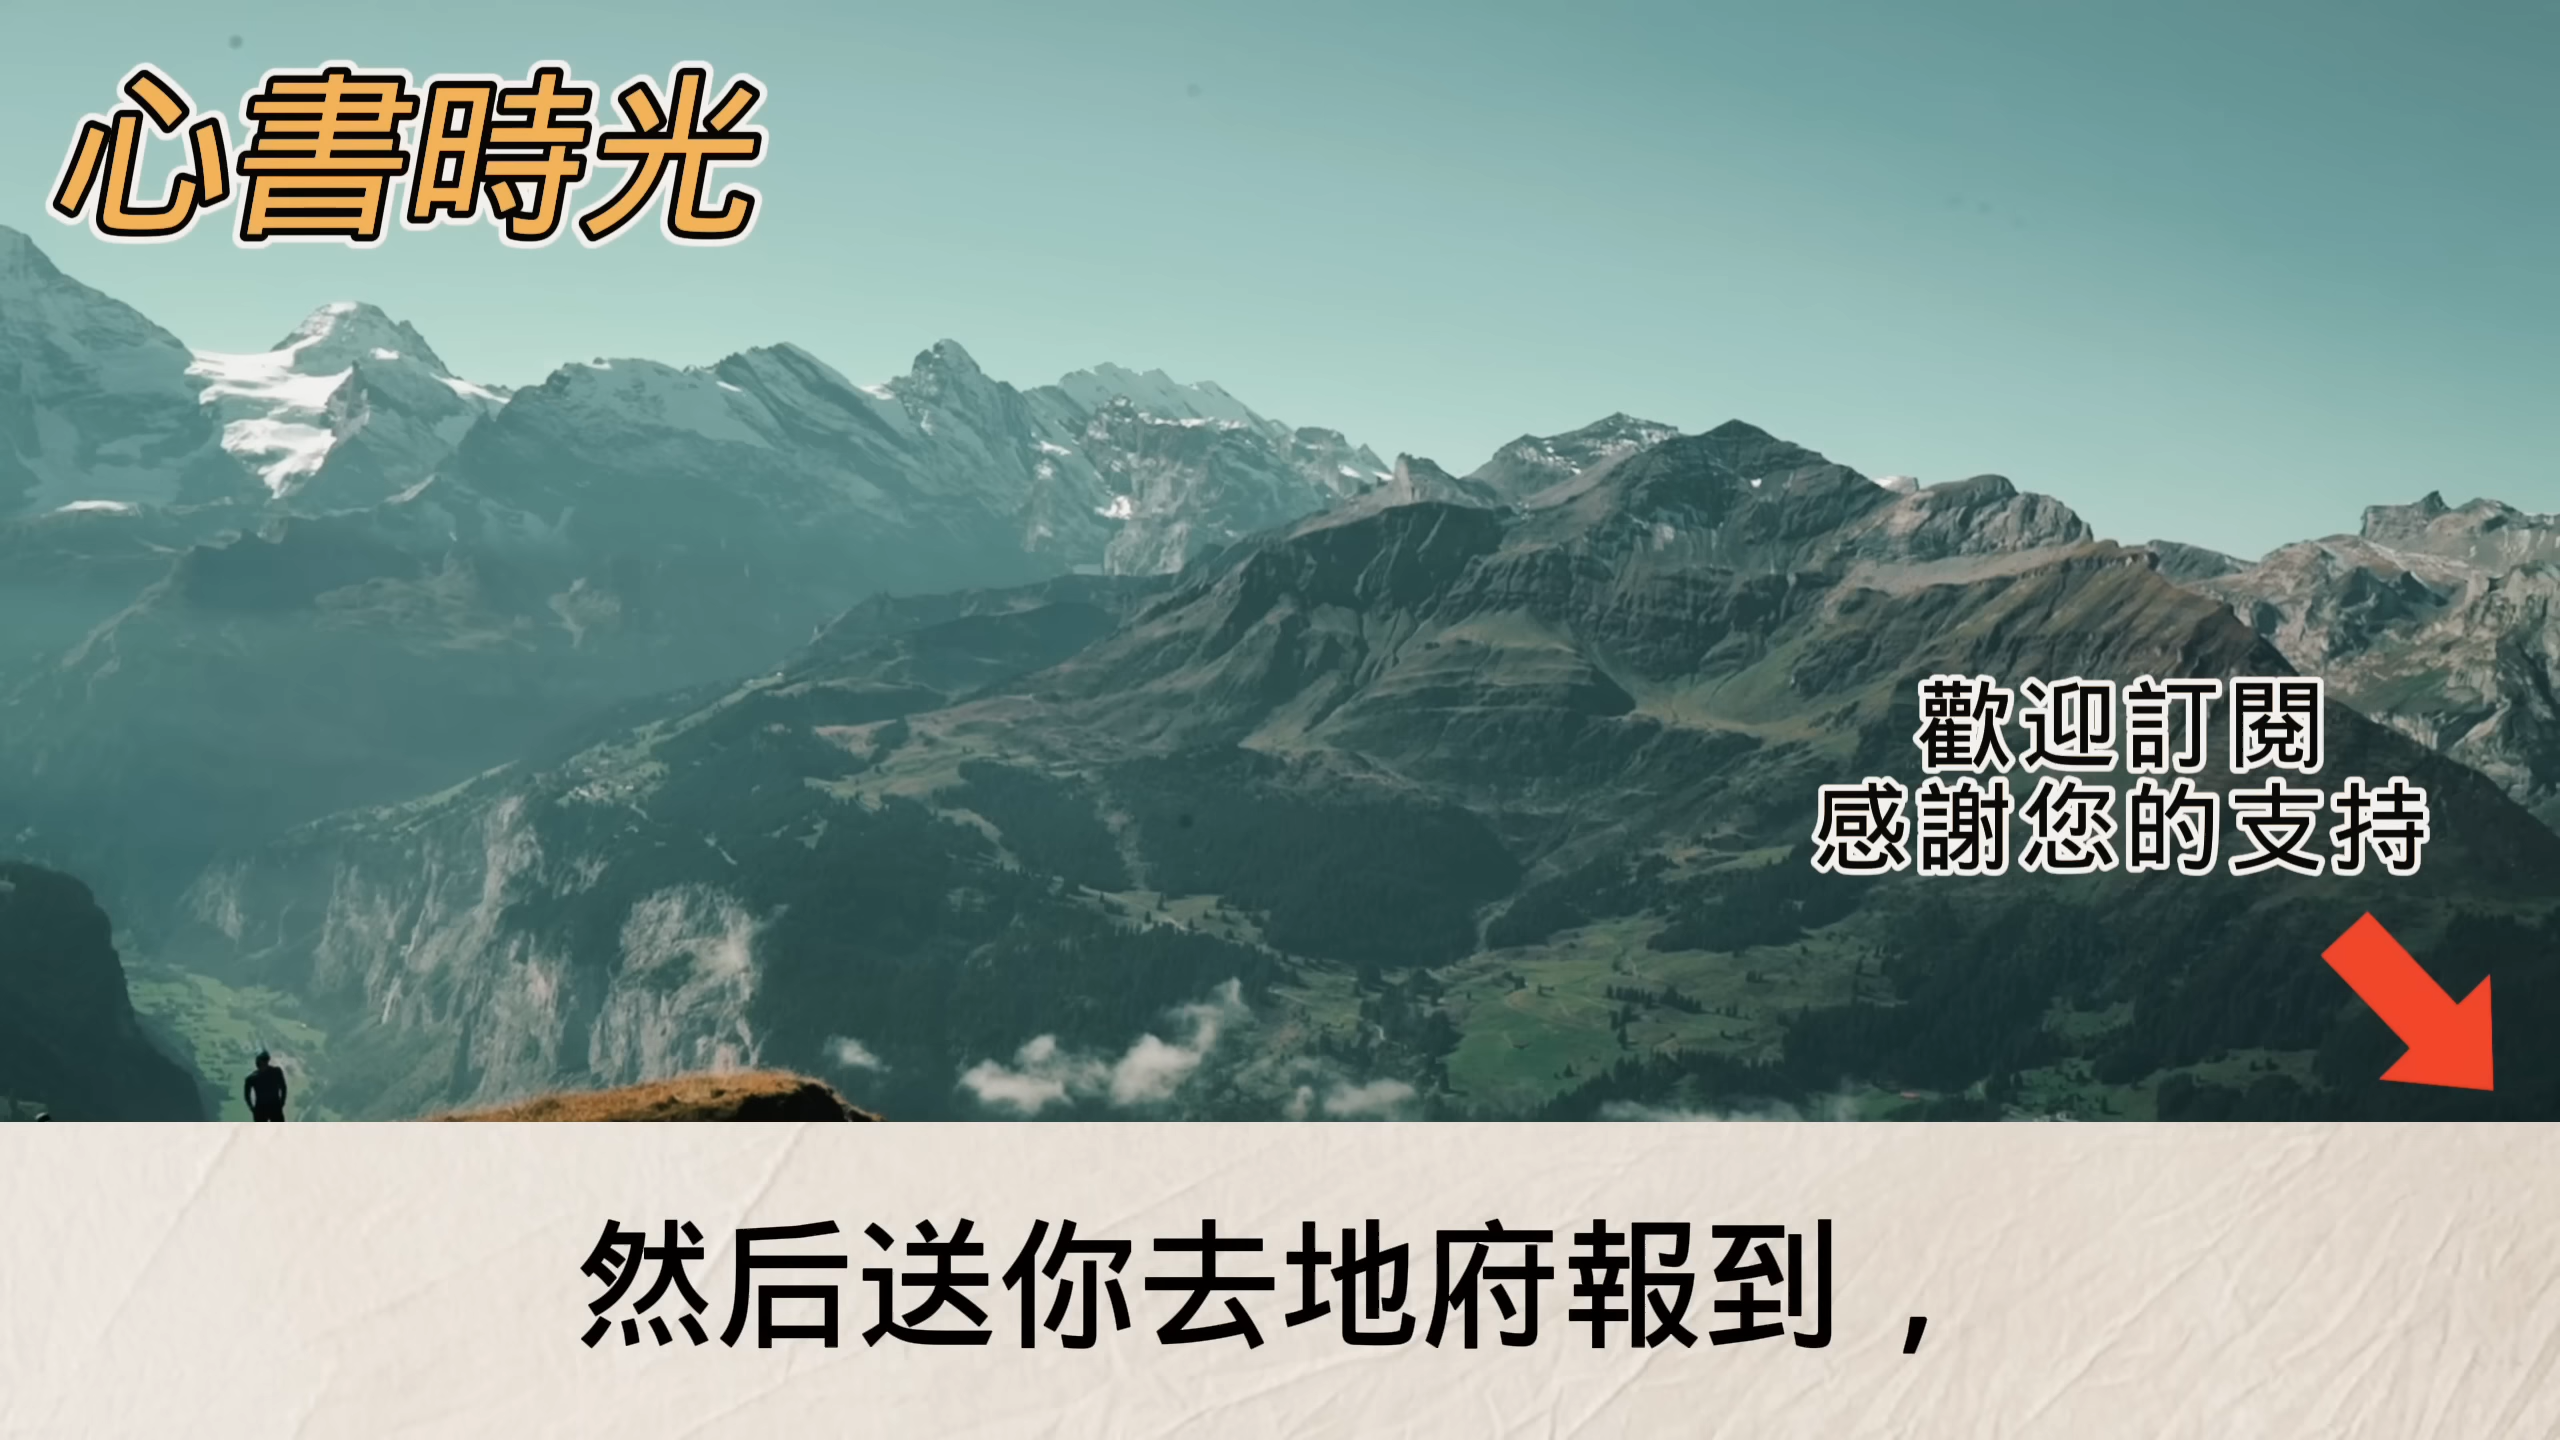 心書時光
歡迎訂閱
感謝您的支持
然后送你去地府報到，